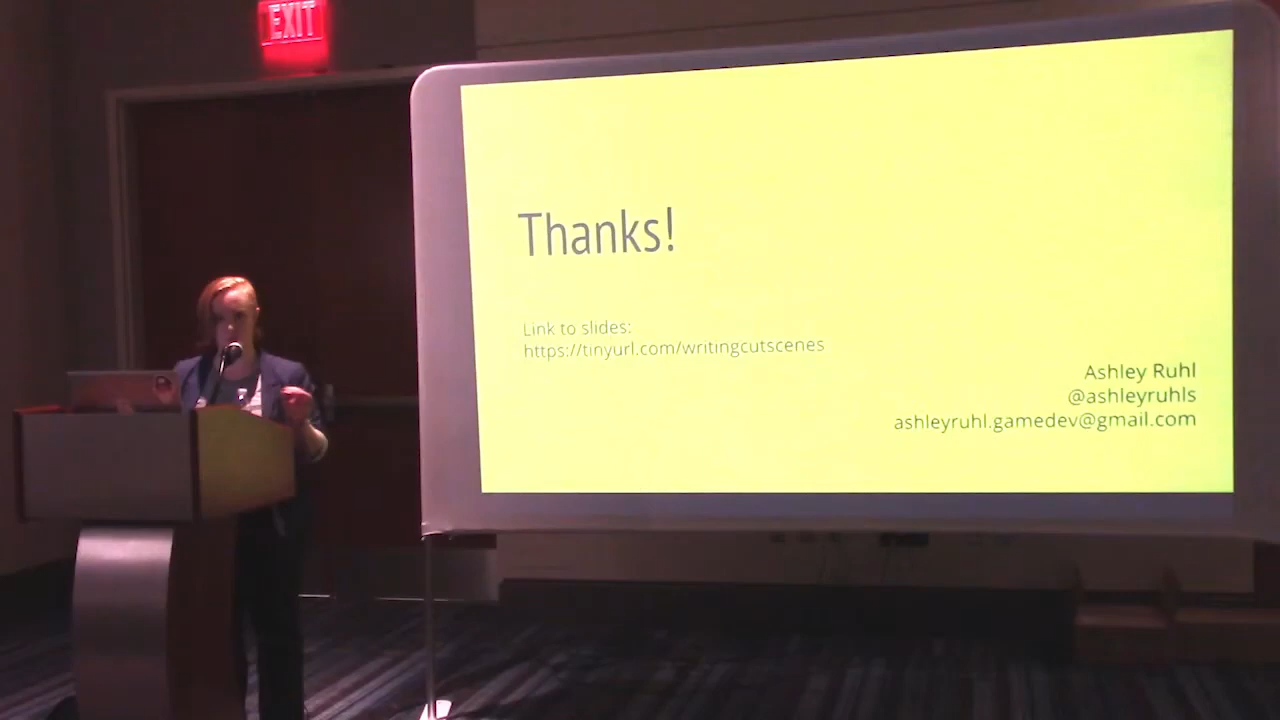 EXIT
Thanks!
Link to slides:
https://tinyurl.com/writingcutscenes
Ashley Ruhl
@ashleyruhls
ashleyruhl.gamedev@gmail.com